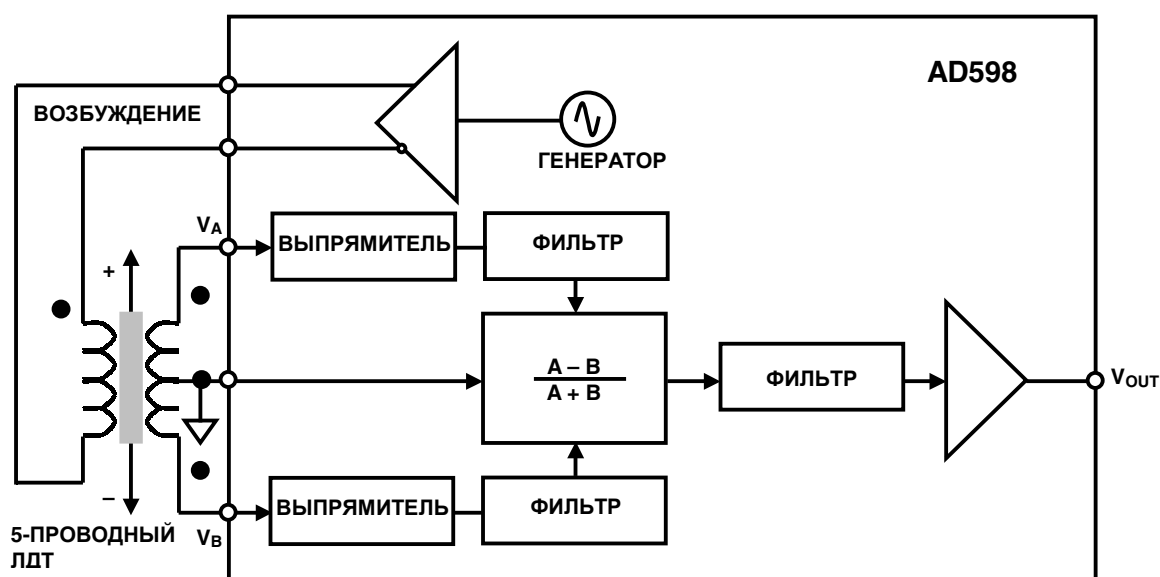 AD598
ВОЗБУЖДЕНИЕ
ГЕНЕРАТОР
VA
ВЫПРЯМИТЕЛЬ
ФИЛЬТР
+
A – B
A + B
ФИЛЬТР
VOUT
–
ВЫПРЯМИТЕЛЬ
ФИЛЬТР
VB
5-ПРОВОДНЫЙ
ЛДТ